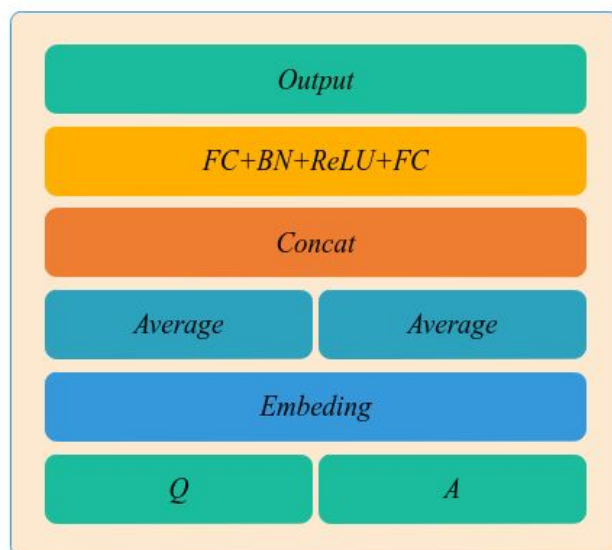 Output
FC+BN+ReLU+FC
Concat
Average Average
Embeding
Q A